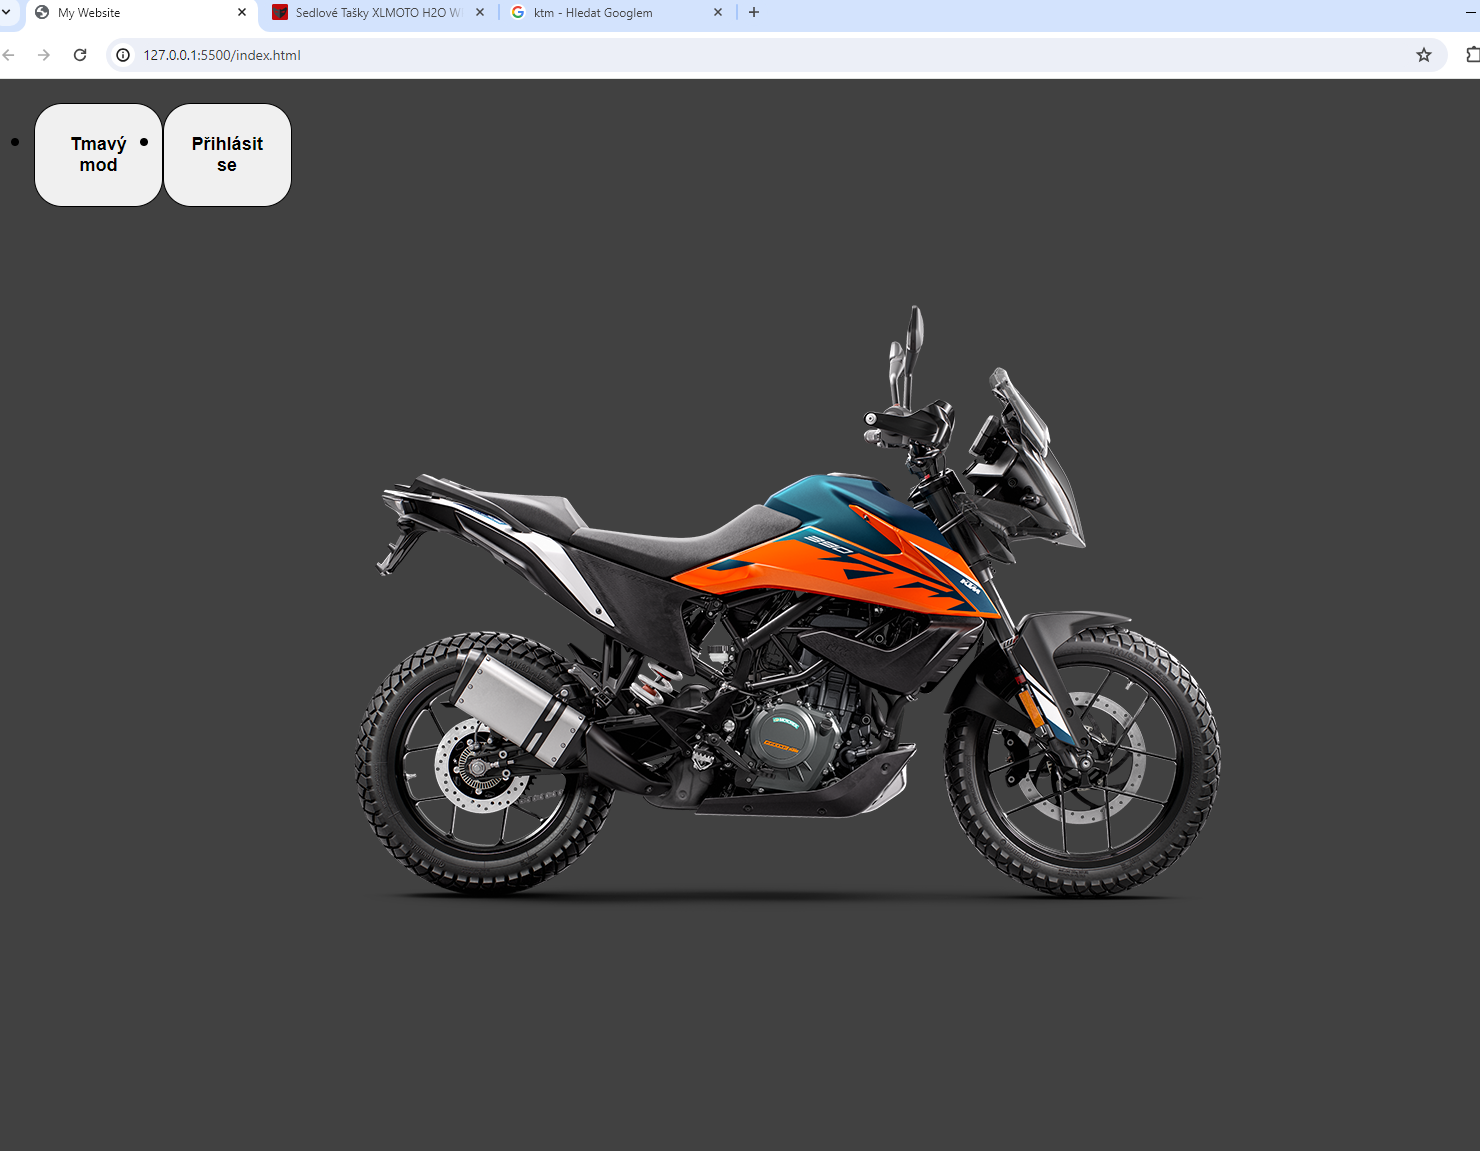 My Website
Sedlové Tašky XLMOTO H2O W
ktm - Hledat Googlem
127.0.0.1:5500/index.html
Tmavý
mod
Přihlásit
se
390
KTM